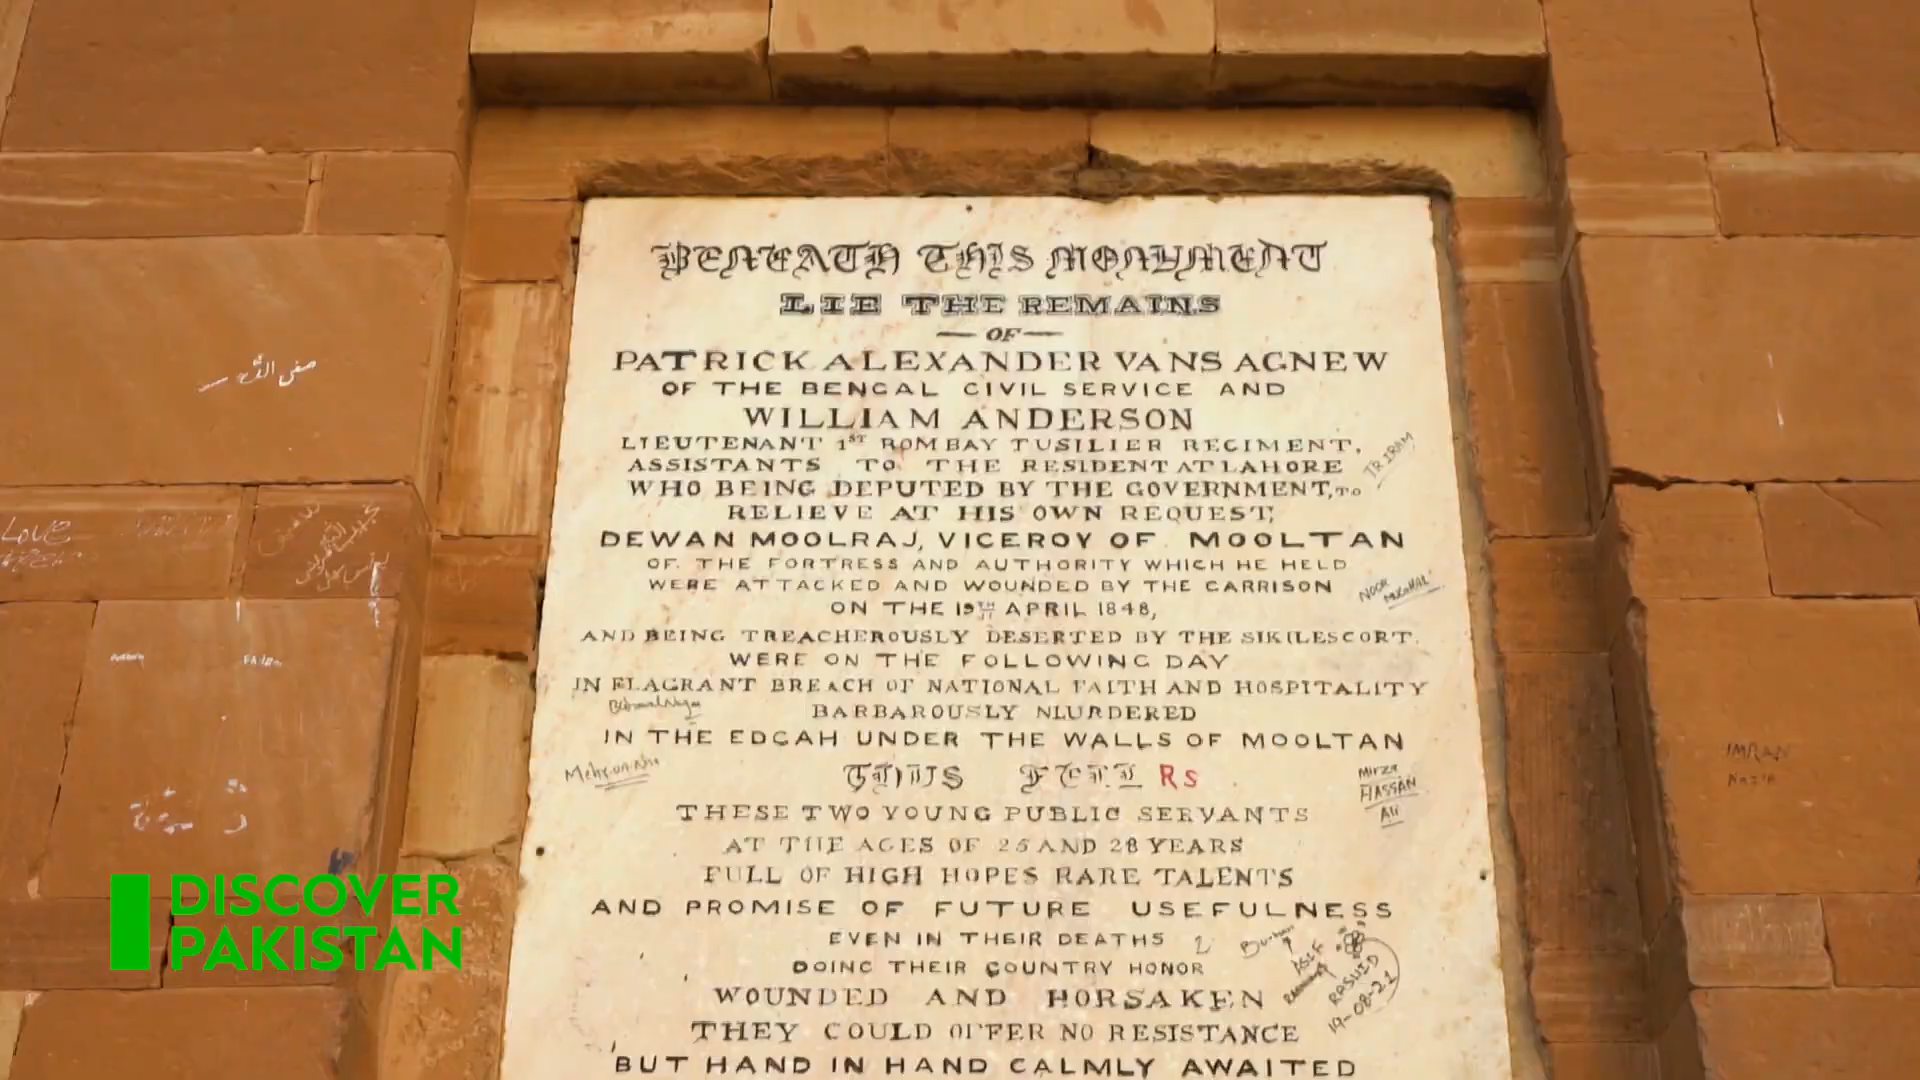 BENEATH THIS MONUMENT
LIE THE REMAINS
OF
PATRICK ALEXANDER VANS AGNEW
OF THE BENGAL CIVIL SERVICE AND
WILLIAM ANDERSON
LIEUTENANT 1ST BOMBAY TUSILIER REGIMENT,
ASSISTANTS TO THE RESIDENT AT LAHORE
WHO BEING DEPUTED BY THE GOVERNMENT, TO
RELIEVE AT HIS OWN REQUEST,
DEWAN MOOLRAJ, VICEROY OF MOOLTAN
OF THE FORTRESS AND AUTHORITY WHICH HE HELD
WERE ATTACKED AND WOUNDED BY THE GARRISON
ON THE 19TH APRIL 1848,
AND BEING TREACHEROUSLY DESERTED BY THE SIKH ESCORT.
WERE ON THE FOLLOWING DAY
IN FLAGRANT BREACH OF NATIONAL FAITH AND HOSPITALITY
BARBAROUSLY MURDERED
IN THE EDGAH UNDER THE WALLS OF MOOLTAN
THUS FELL RS
THESE TWO YOUNG PUBLIC SERVANTS
AT THE AGES OF 25 AND 28 YEARS
FULL OF HIGH HOPES RARE TALENTS
AND PROMISE OF FUTURE USEFULNESS
EVEN IN THEIR DEATHS
DOING THEIR COUNTRY HONOR
WOUNDED AND HORSAKEN
THEY COULD OFFER NO RESISTANCE
BUT HAND IN HAND CALMLY AWAITED
IRAM
NOOR
Mirza
HASSAN
Ali
ASIF
RASHID
19-08-21
LOVE
IMRAN
DISCOVER
PAKISTAN